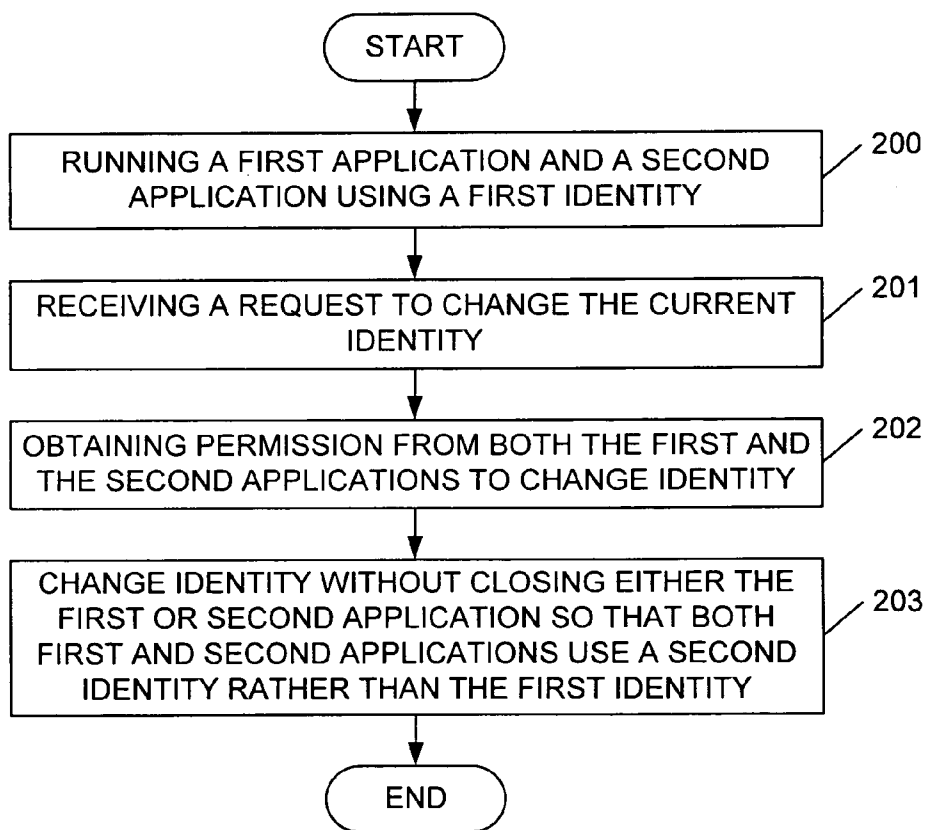 START
RUNNING A FIRST APPLICATION AND A SECOND
APPLICATION USING A FIRST IDENTITY
200
RECEIVING A REQUEST TO CHANGE THE CURRENT
IDENTITY
201
OBTAINING PERMISSION FROM BOTH THE FIRST AND
THE SECOND APPLICATIONS TO CHANGE IDENTITY
202
CHANGE IDENTITY WITHOUT CLOSING EITHER THE
FIRST OR SECOND APPLICATION SO THAT BOTH
FIRST AND SECOND APPLICATIONS USE A SECOND
IDENTITY RATHER THAN THE FIRST IDENTITY
203
END